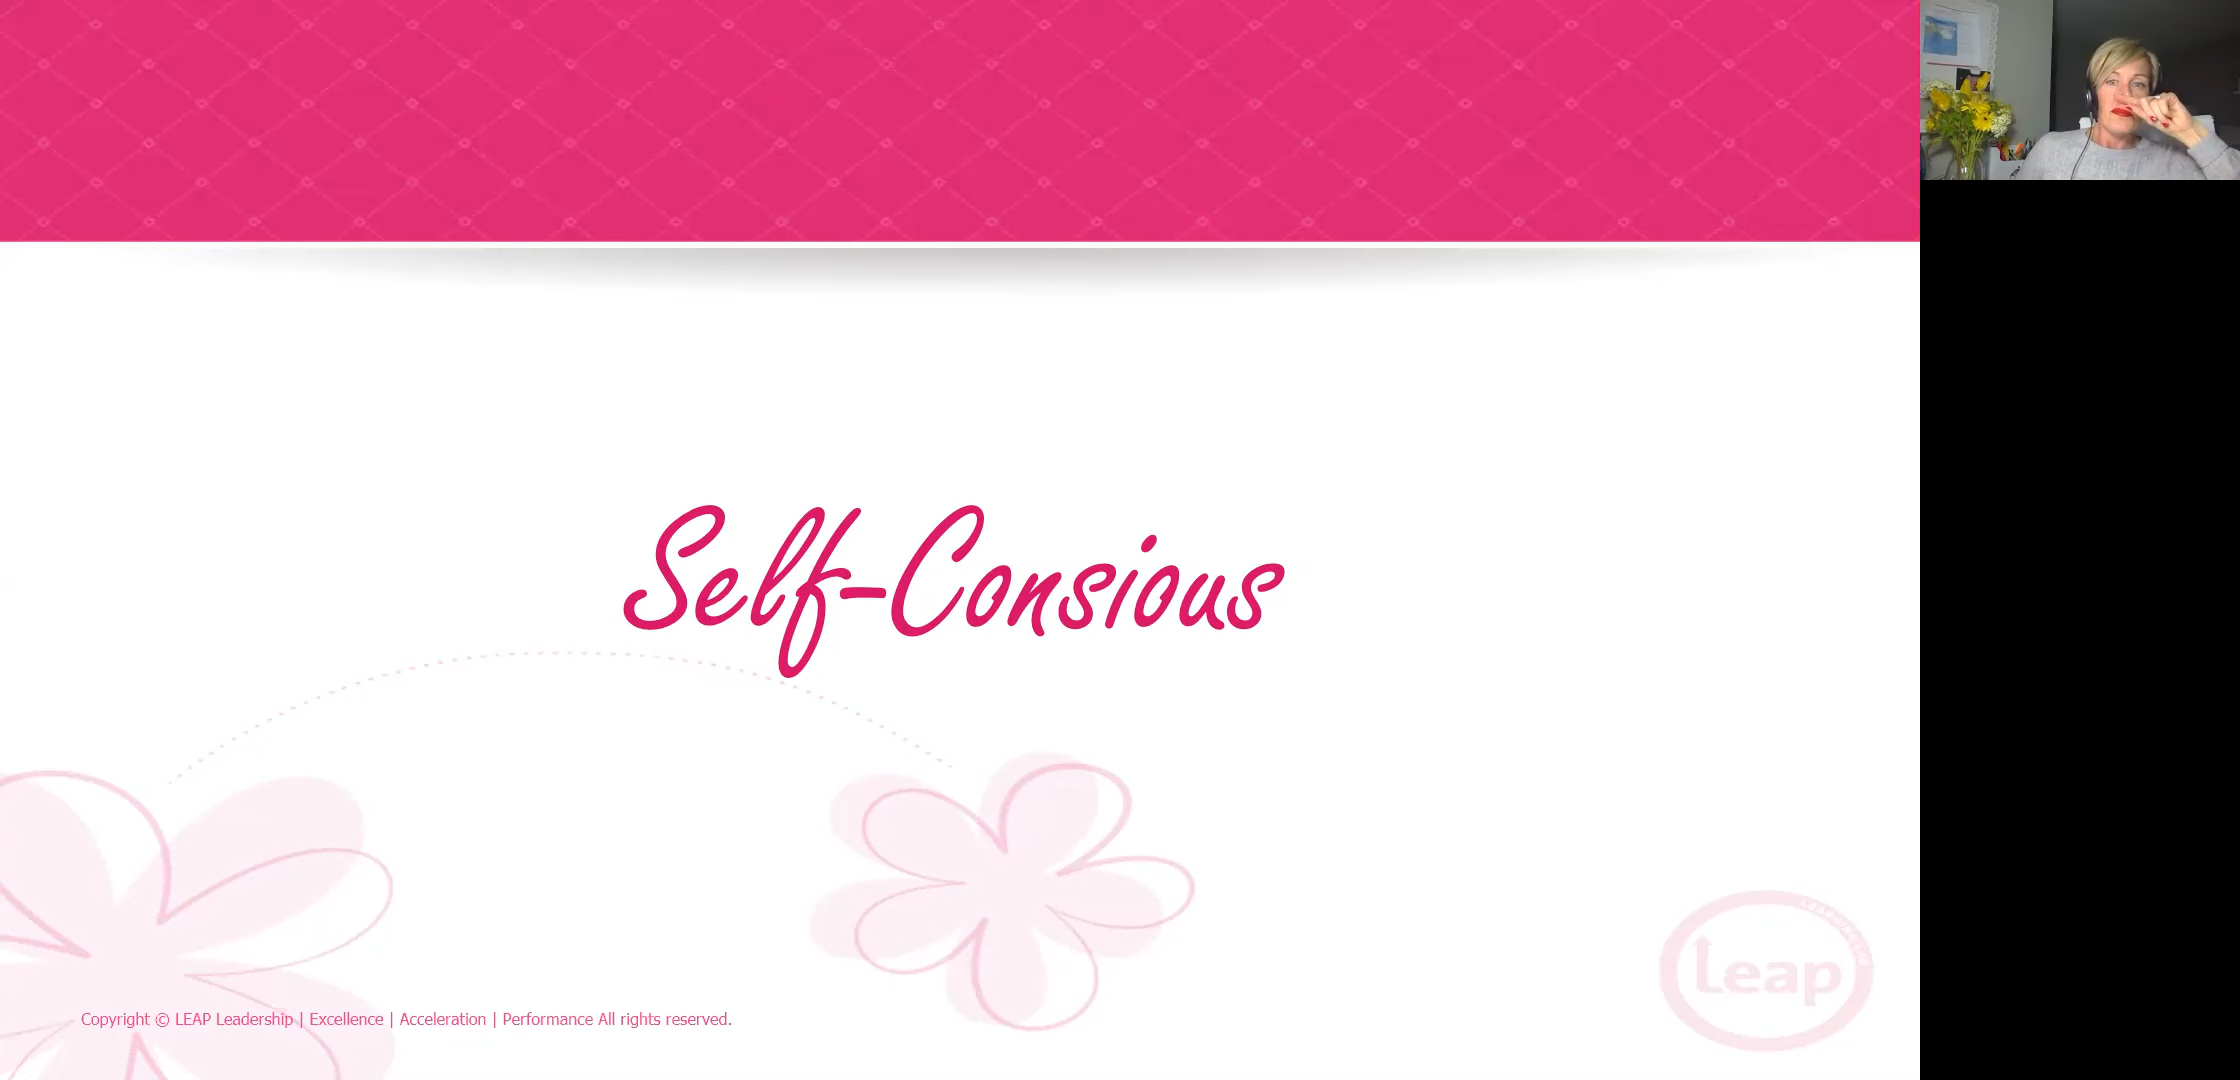 Self-Consious
Leap
Copyright © LEAP Leadership | Excellence | Acceleration | Performance All rights reserved.